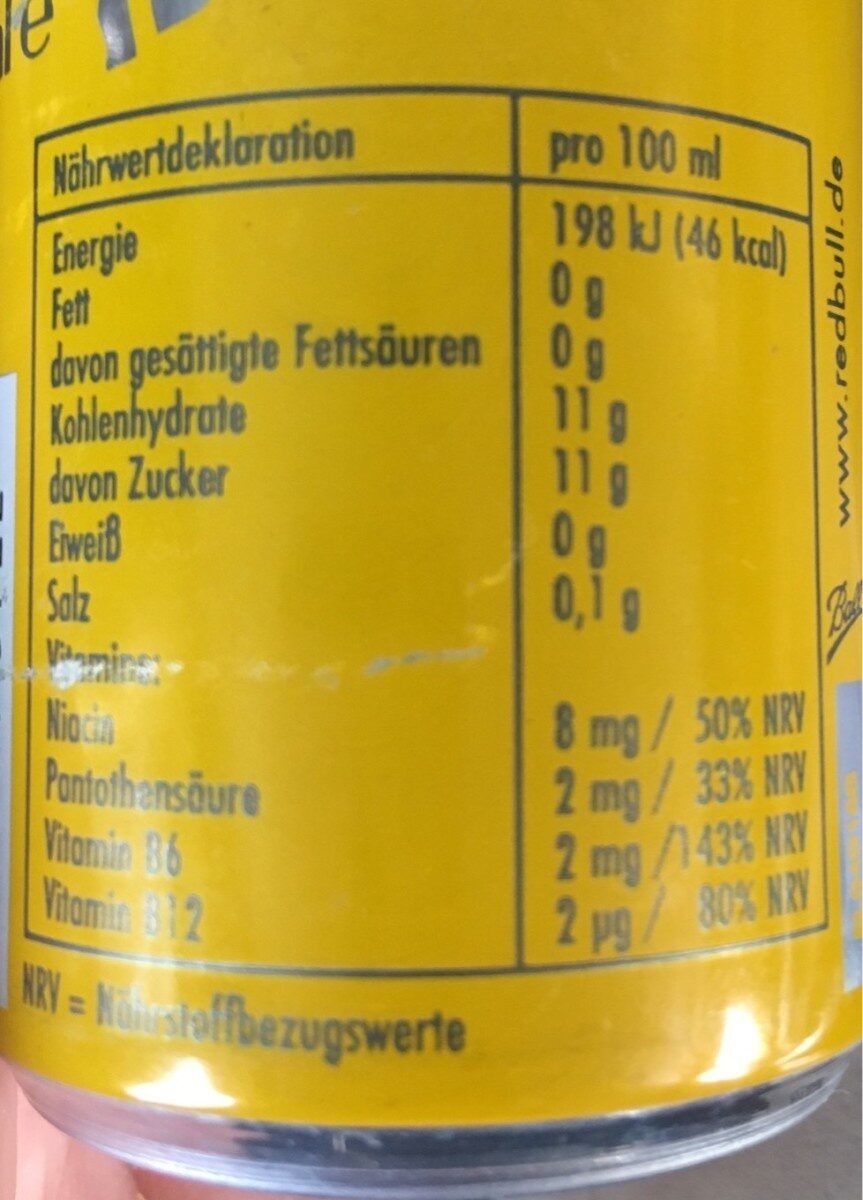 Nährwertdeklaration pro 100 ml
Energie 198 kJ (46 kcal)
Fett 0 g
davon gesättigte Fettsäuren 0 g
Kohlenhydrate 11 g
davon Zucker 11 g
Eiweiß 0 g
Salz 0,1 g
Vitamine:
Niacin 8 mg / 50% NRV
Pantothensäure 2 mg / 33% NRV
Vitamin B6 2 mg /143% NRV
Vitamin B12 2 µg / 80% NRV
NRV = Nährstoffbezugswerte
www.redbull.de
Ball